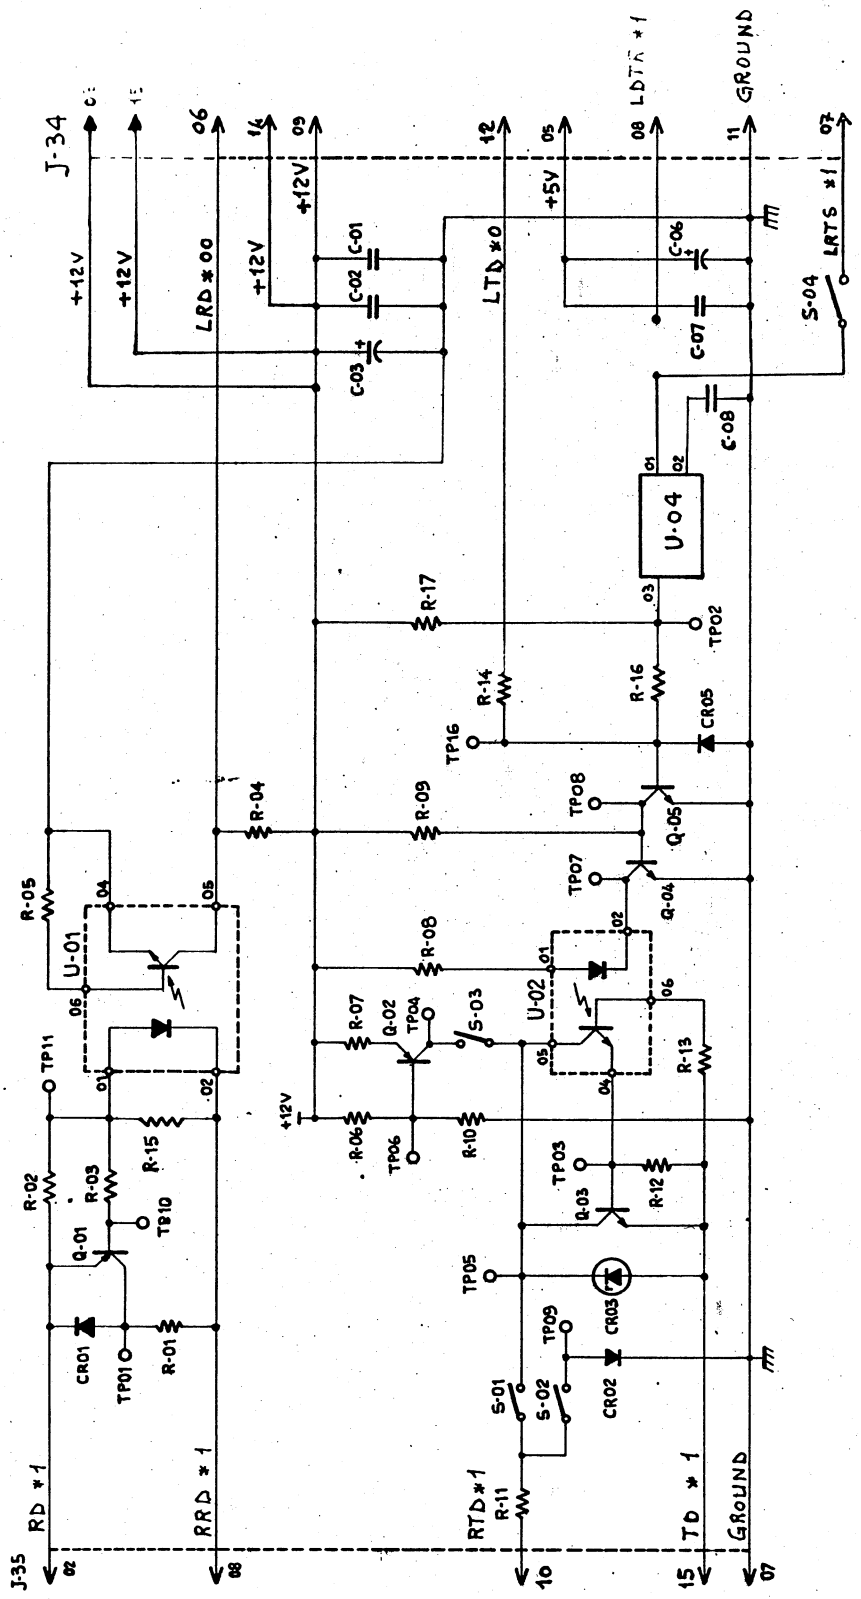 J-34
+12V
+12V
LRD*00
06
+12V
14
+12V
09
LTD*0
12
+5V
05
08
LDTR *1
11
GROUND
LRTS *1
07
S-04
C-01
C-02
C-03
+
C-06
+
C-07
C-08
U-04
01
02
03
R-17
TP02
R-14
R-16
TP16
CR05
R-04
R-09
TP08
Q-05
TP07
Q-04
R-05
U-01
04
05
06
01
02
TP11
R-08
U-02
01
02
05
04
06
R-07
Q-02
TP04
S-03
+12V
R-06
TP06
R-10
R-13
R-02
R-03
R-15
Q-01
TB10
CR01
TP01
R-01
TP03
R-12
Q-03
TP05
CR03
TP09
S-01
S-02
CR02
RD *1
RRD *1
RTD*1
R-11
TD *1
GROUND
J-35
02
08
10
15
07